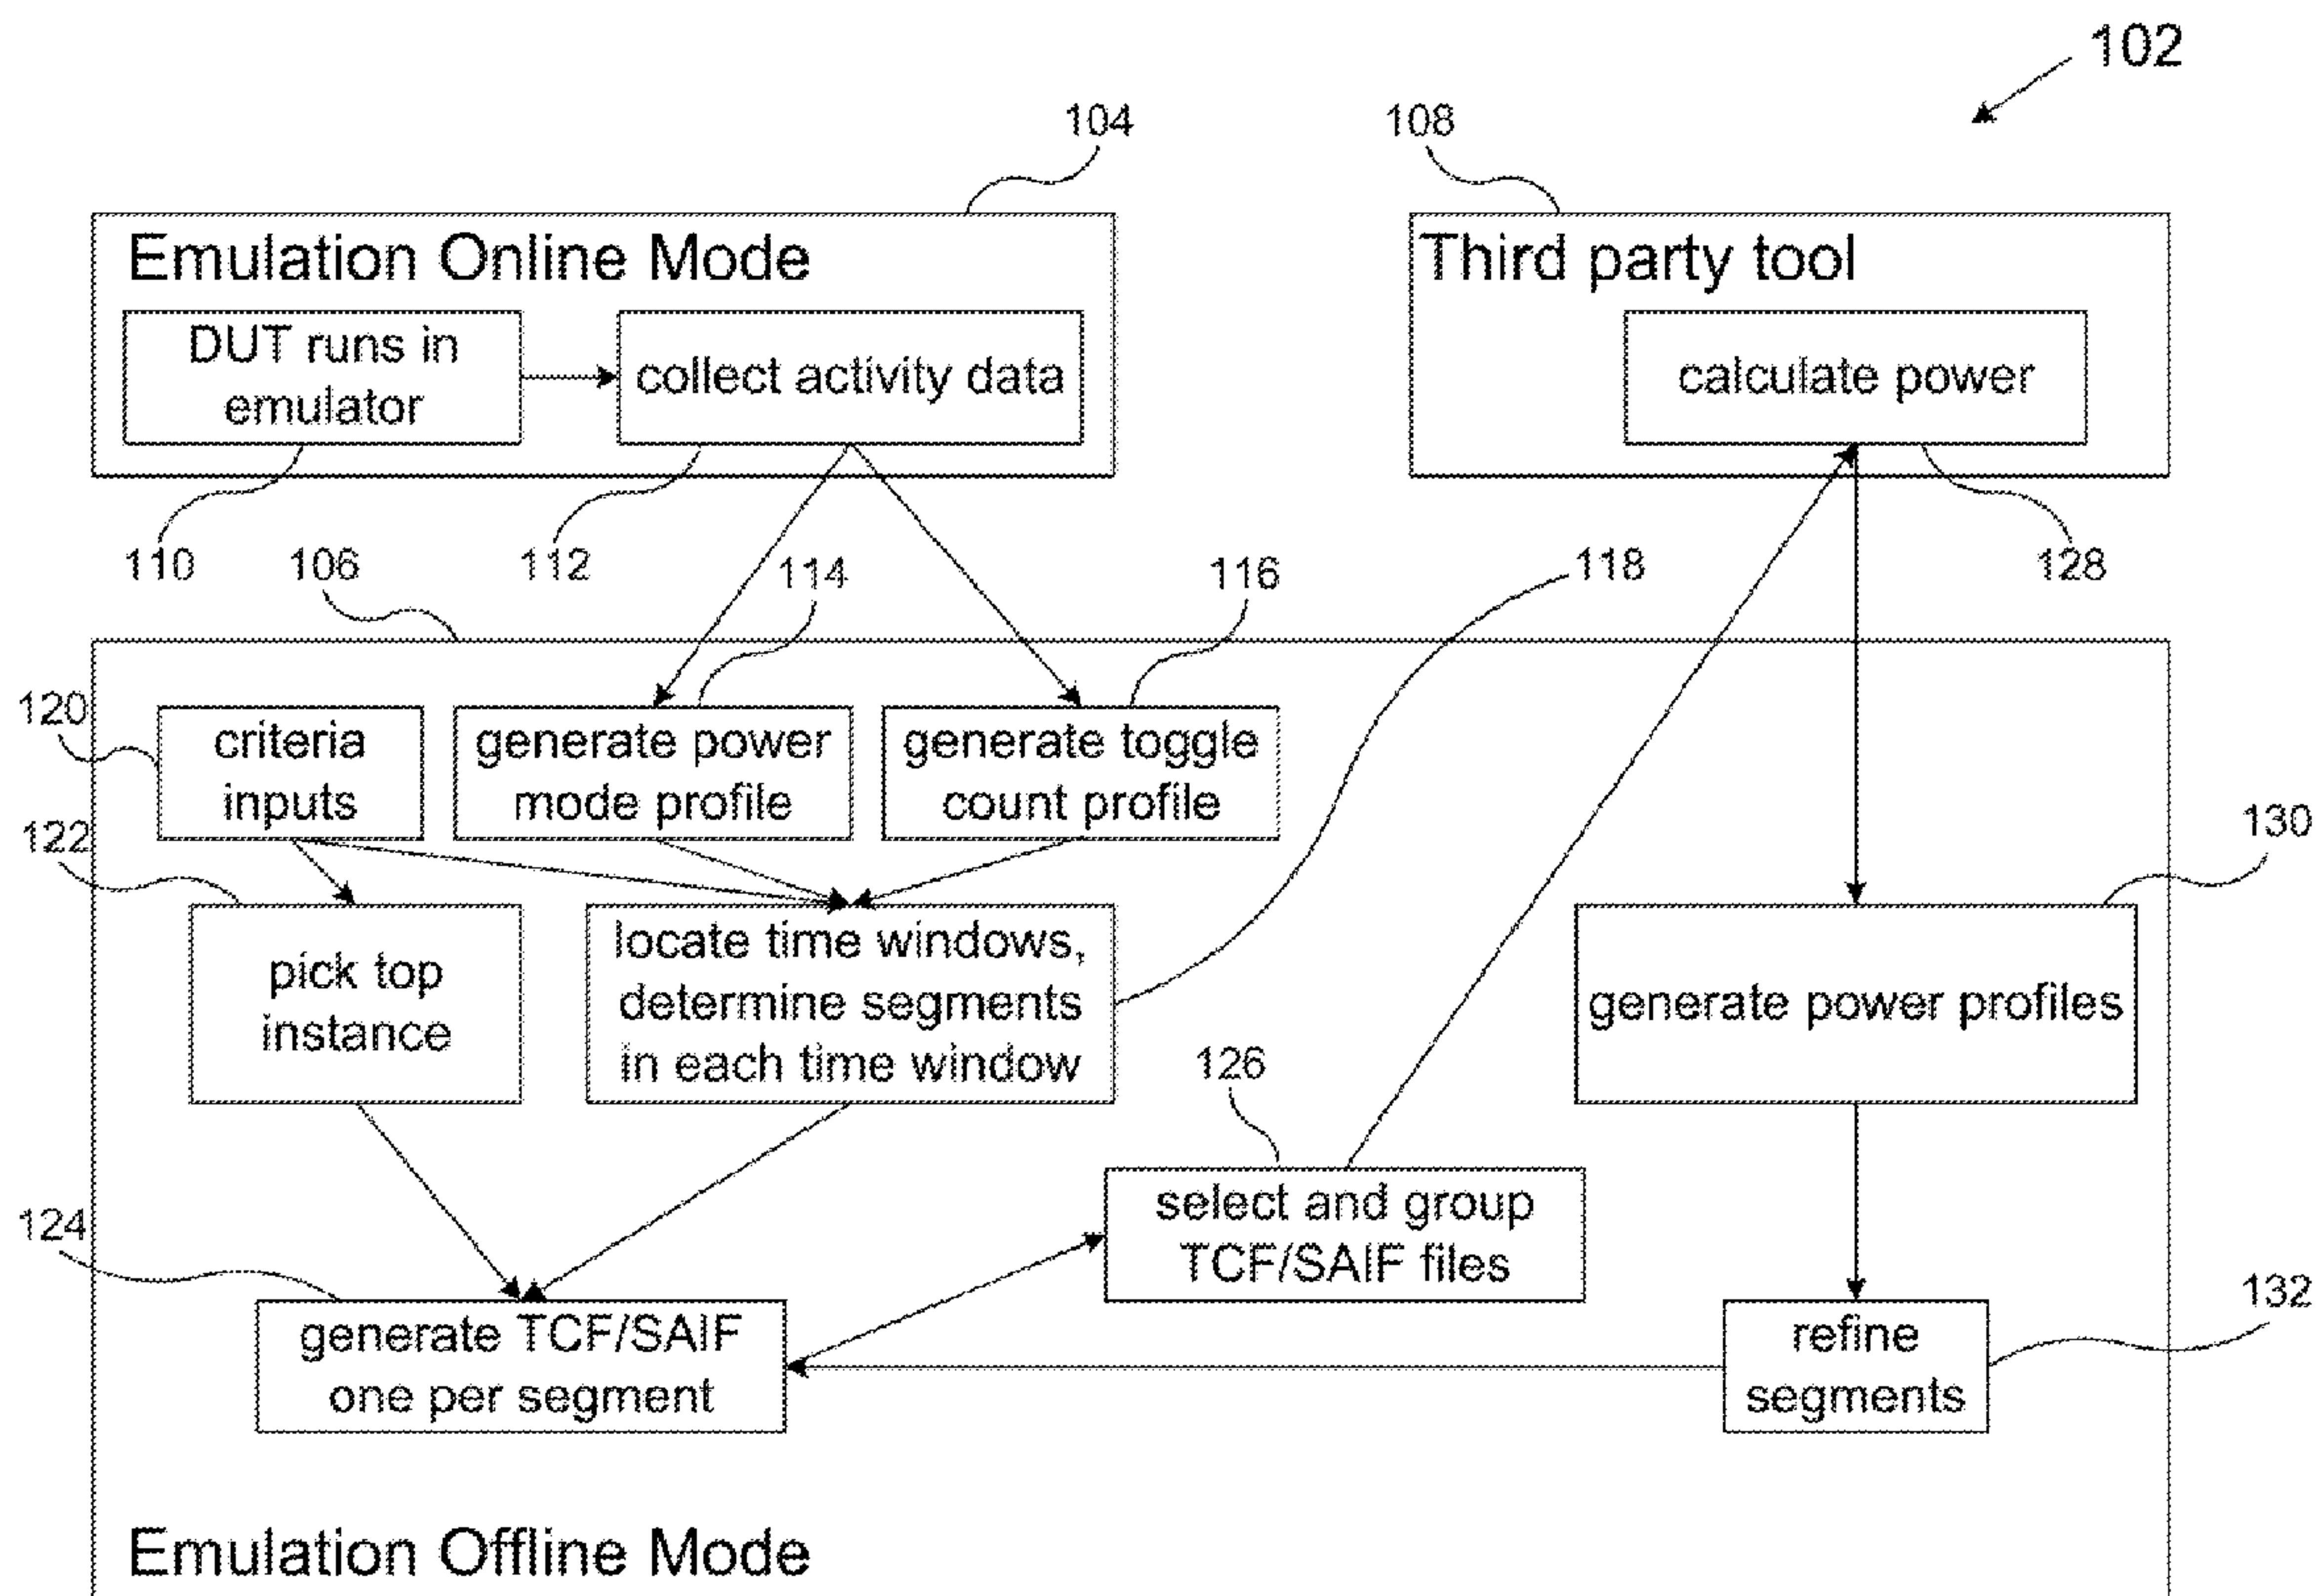 102
104
108
Emulation Online Mode
Third party tool
DUT runs in
emulator
collect activity data
calculate power
110
106
112
114
116
118
128
120
criteria
inputs
generate power
mode profile
generate toggle
count profile
122
130
pick top
instance
locate time windows,
determine segments
in each time window
generate power profiles
126
124
select and group
TCF/SAIF files
132
generate TCF/SAIF
one per segment
refine
segments
Emulation Offline Mode